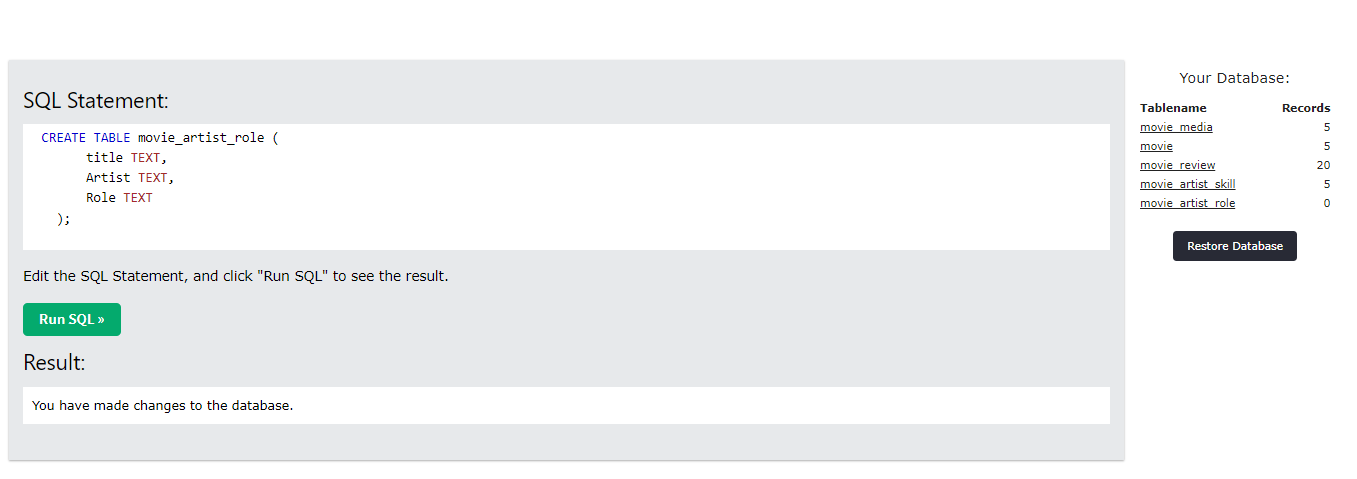 SQL Statement:
CREATE TABLE movie_artist_role (
title TEXT,
Artist TEXT,
Role TEXT
);
Edit the SQL Statement, and click "Run SQL" to see the result.
Run SQL »
Result:
You have made changes to the database.
Your Database:
Tablename Records
movie_media 5
movie 5
movie_review 20
movie_artist_skill 5
movie_artist_role 0
Restore Database